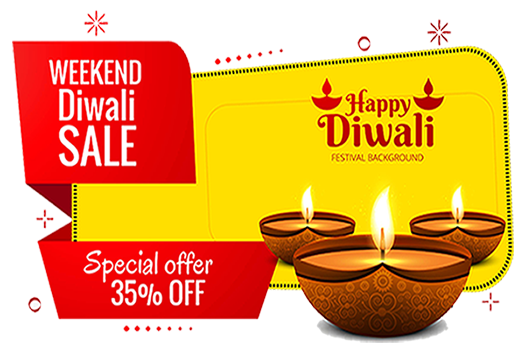 WEEKEND
Diwali
SALE
Happy
Diwali
FESTIVAL BACKGROUND
Special offer
35% OFF